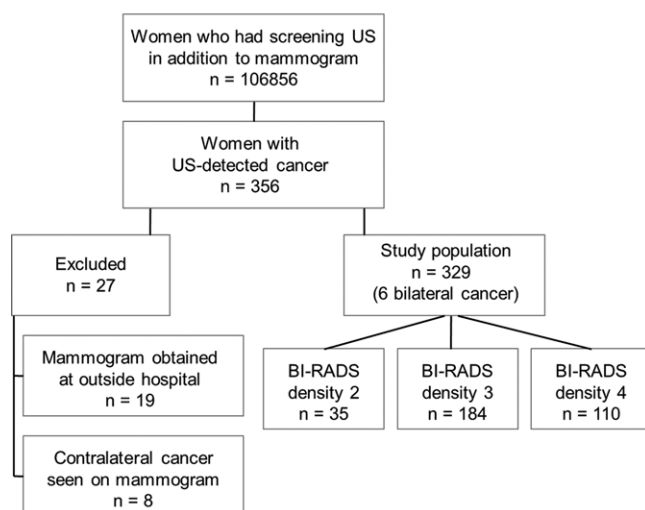 Women who had screening US
in addition to mammogram
n = 106856
Women with
US-detected cancer
n = 356
Excluded
n = 27
Study population
n = 329
(6 bilateral cancer)
Mammogram obtained
at outside hospital
n = 19
Contralateral cancer
seen on mammogram
n = 8
BI-RADS
density 2
n = 35
BI-RADS
density 3
n = 184
BI-RADS
density 4
n = 110